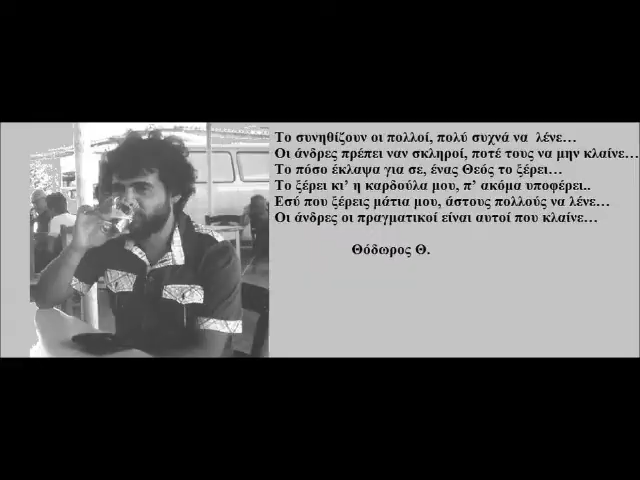 Το συνηθίζουν οι πολλοί, πολύ συχνά να λένε…
Οι άνδρες πρέπει ναν σκληροί, ποτέ τους να μην κλαίνε…
Το πόσο έκλαψα για σε, ένας Θεός το ξέρει…
Το ξέρει κι’ η καρδούλα μου, π’ ακόμα υποφέρει..
Εσύ που ξέρεις μάτια μου, άστους πολλούς να λένε…
Οι άνδρες οι πραγματικοί είναι αυτοί που κλαίνε…
Θόδωρος Θ.